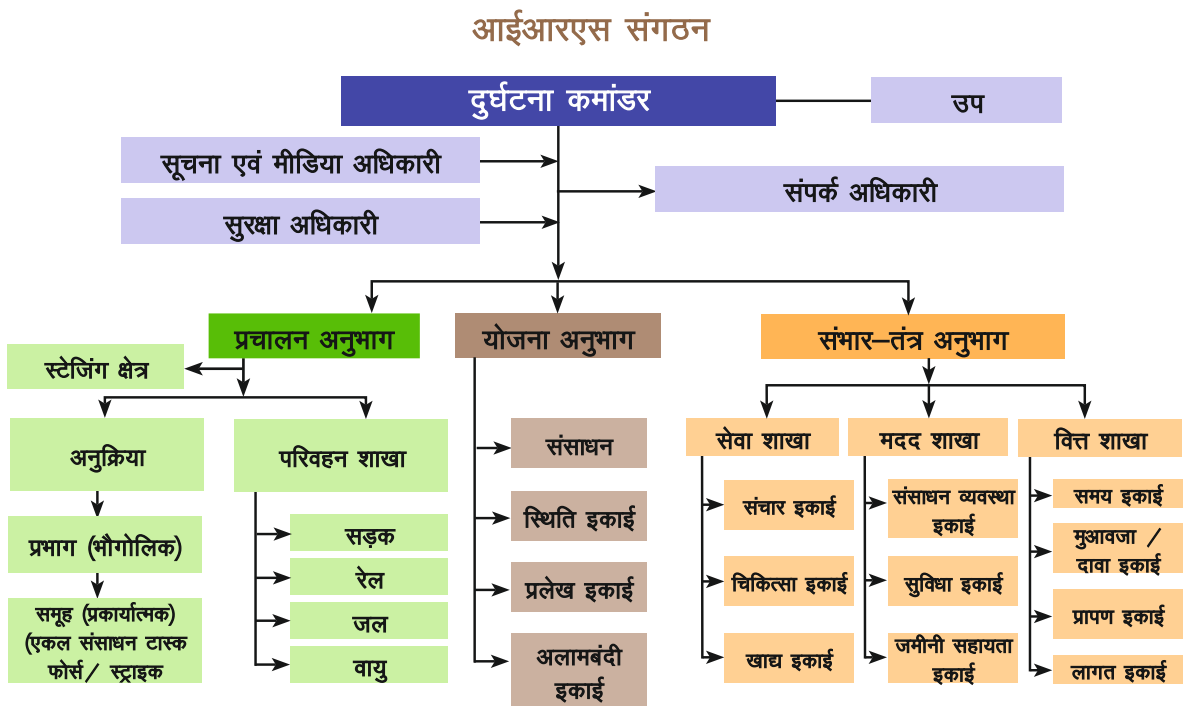 आईआरएस संगठन
दुर्घटना कमांडर
उप
सूचना एवं मीडिया अधिकारी
संपर्क अधिकारी
सुरक्षा अधिकारी
प्रचालन अनुभाग
योजना अनुभाग
संभार–तंत्र अनुभाग
स्टेजिंग क्षेत्र
अनुक्रिया
परिवहन शाखा
प्रभाग (भौगोलिक)
समूह (प्रकार्यात्मक)
(एकल संसाधन टास्क
फोर्स/ स्ट्राइक
सड़क
रेल
जल
वायु
संसाधन
स्थिति इकाई
प्रलेख इकाई
अलामबंदी
इकाई
सेवा शाखा
मदद शाखा
वित्त शाखा
संचार इकाई
चिकित्सा इकाई
खाद्य इकाई
संसाधन व्यवस्था
इकाई
सुविधा इकाई
जमीनी सहायता
इकाई
समय इकाई
मुआवजा /
दावा इकाई
प्रापण इकाई
लागत इकाई